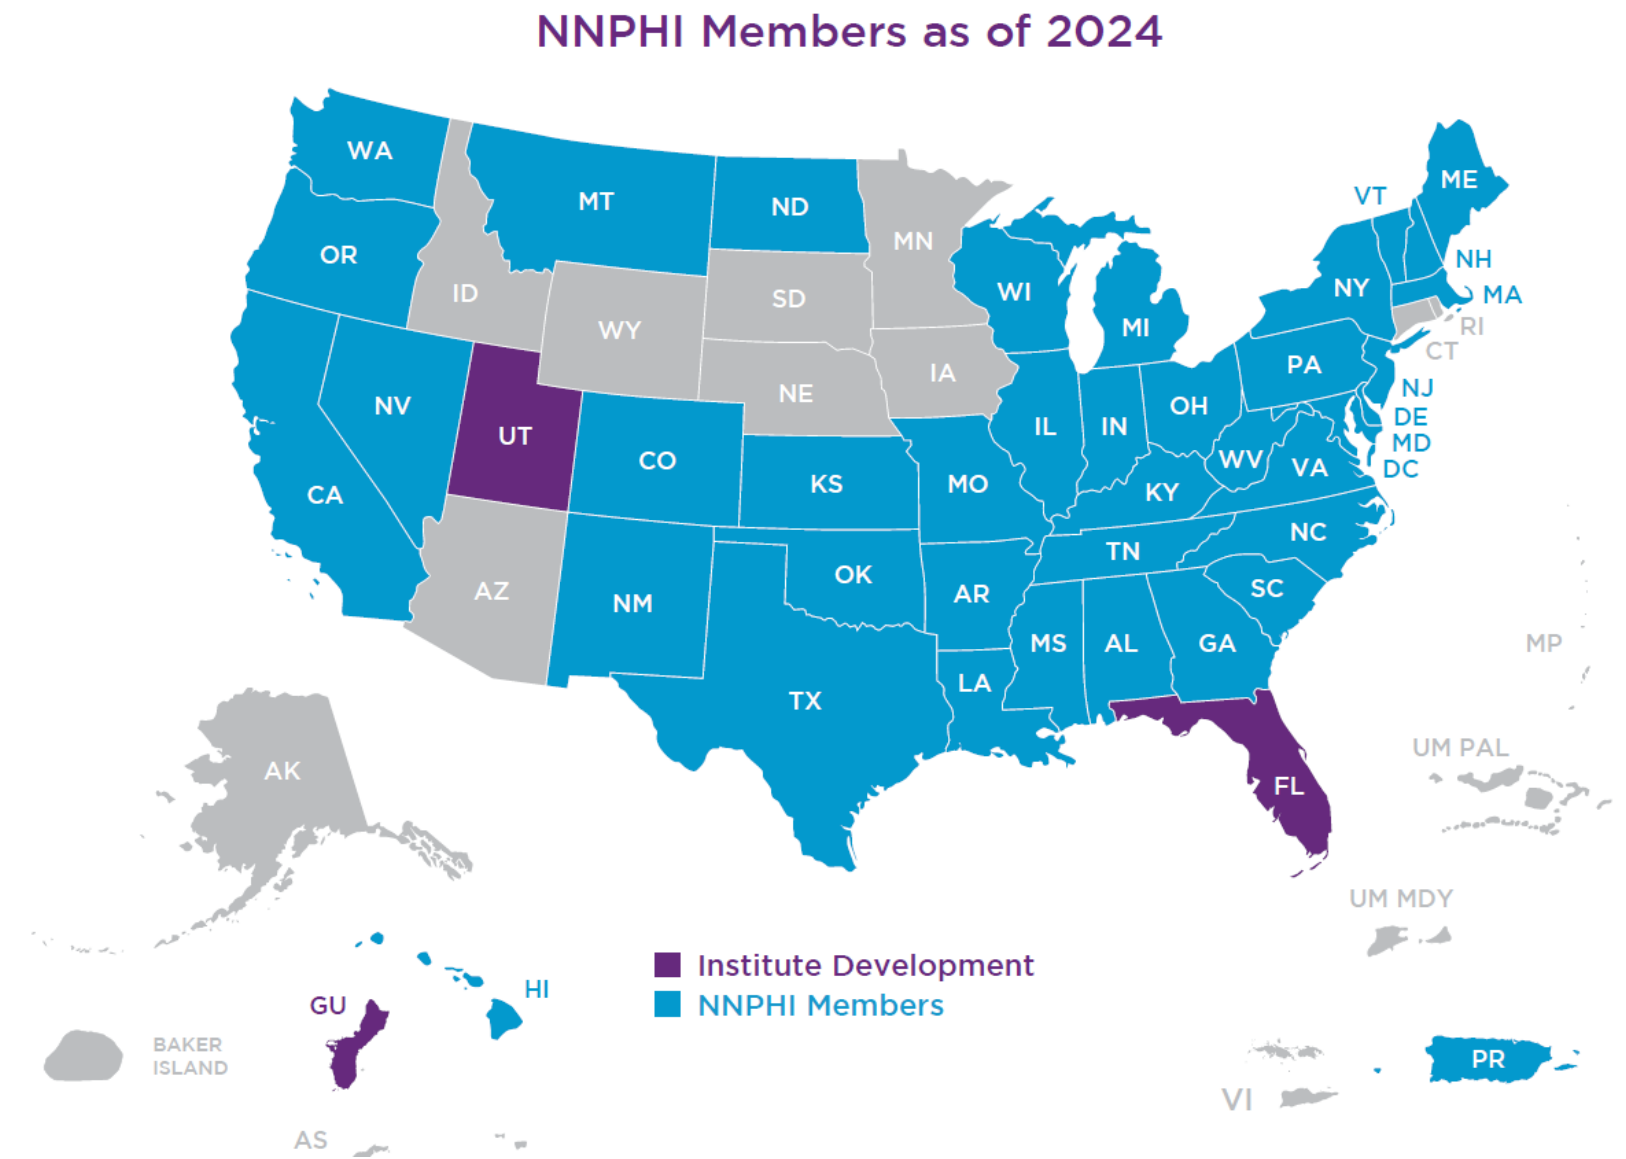 NNPHI Members as of 2024
WA
MT
ND
MN
ME
VT
OR
ID
SD
WY
WI
MI
NY
NH
MA
RI
CT
NV
UT
CO
NE
IA
IL
IN
OH
PA
NJ
DE
MD
DC
CA
KS
MO
KY
WV
VA
AZ
NM
OK
AR
TN
NC
SC
TX
LA
MS
AL
GA
FL
MP
UM PAL
UM MDY
AK
HI
GU
BAKER
ISLAND
AS
Institute Development
NNPHI Members
VI
PR